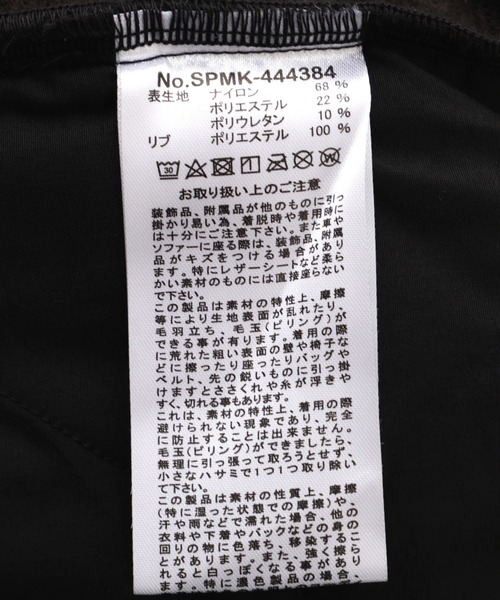 No.SPMK-444384
表生地 ナイロン 68 %
ポリエステル 22 %
ポリウレタン 10 %
リブ ポリエステル 100 %
30
お取り扱い上のご注意
装飾品、附属品が他のものに引っ
掛かり易い為、着脱時や着用時に
は十分にご注意下さい。また車や
ソファーに座る際は、装飾品、附属
品がキズをつける場合があり
ます。特にレザーシートなど柔ら
かい素材のものには直接座らない
で下さい。
この製品は素材の特性上、摩擦
等により生地表面が乱れたり、
毛羽立ち、毛玉(ピリング)が
できる事が有ります。着用の際
に荒れた粗い表面の壁や椅子な
どに擦ったり座ったりバッグや
ベルト、先の鋭いものに引っ掛
けますとささくれや糸が浮きや
すく、切れる事もあります。
これは、素材の特性上、着用の際
避けられない現象であり、完全
に防止することは出来ません。
毛玉(ピリング)ができましたら、
無理に引っ張って取ろうとせず、
小さなハサミで1つ1つ取り除い
て下さい。
この製品は素材の性質上、摩擦
(特に湿った状態での摩擦)や、
汗や雨などで濡れた場合、他の
衣料や下着やバックなどの身の
回りの物に色落ち、移染するこ
とがあります。また、強く擦ら
れると白っぽくなる事がありま
す。特に濃色製品の場合、